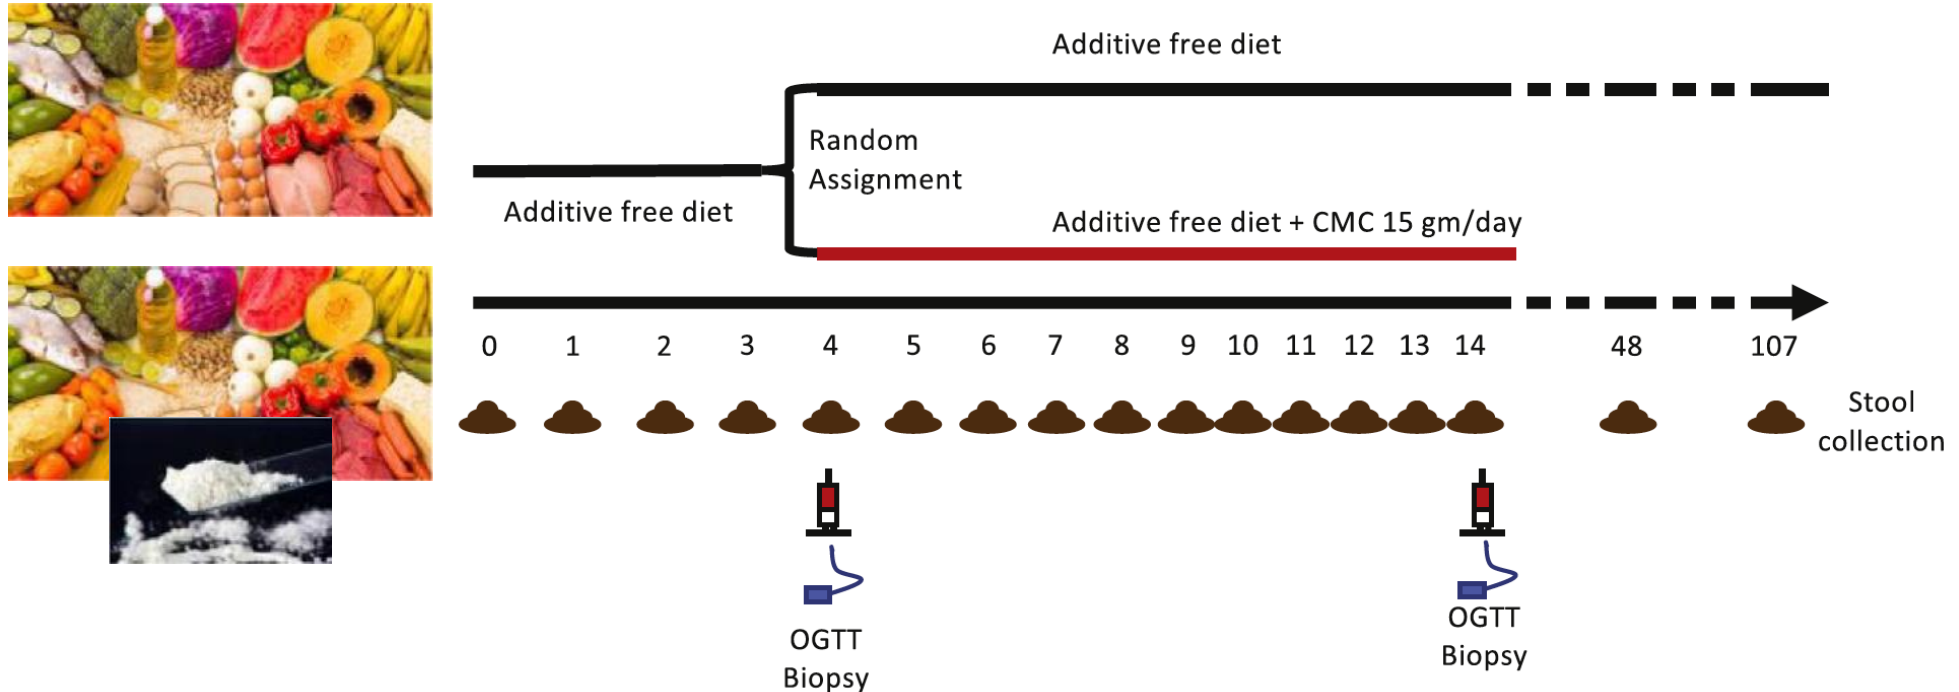 Additive free diet
Random
Assignment
Additive free diet
Additive free diet + CMC 15 gm/day
0 1 2 3 4 5 6 7 8 9 10 11 12 13 14 48 107
Stool
collection
OGTT
Biopsy
OGTT
Biopsy